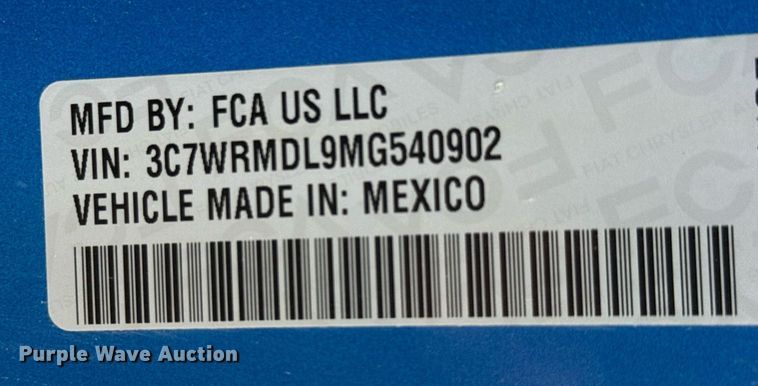 MFD BY: FCA US LLC
VIN: 3C7WRMDL9MG540902
VEHICLE MADE IN: MEXICO
Purple Wave Auction